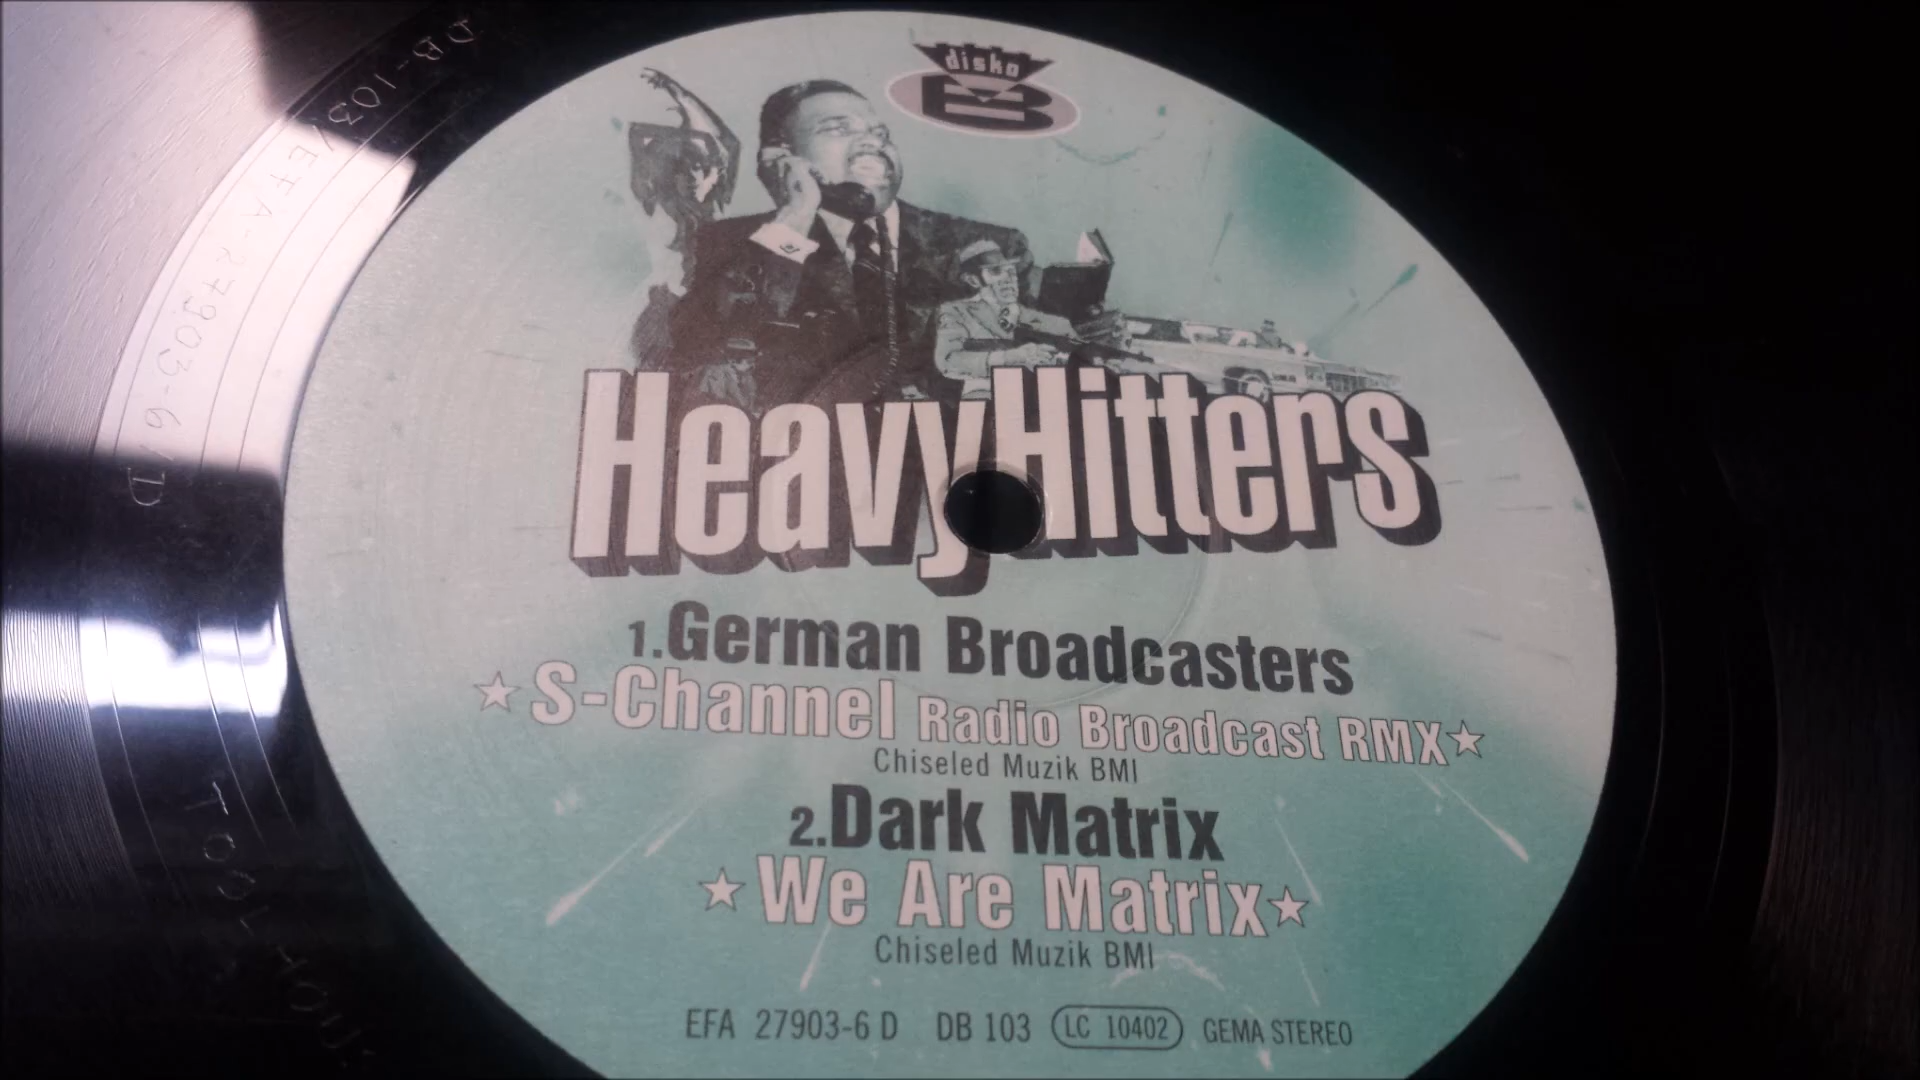 disko
B
HeavyHitters
1.German Broadcasters
★S-Channel Radio Broadcast RMX★
Chiseled Muzik BMI
2.Dark Matrix
★We Are Matrix★
Chiseled Muzik BMI
EFA 27903-6 D DB 103 LC 10402 GEMA STEREO
DB-103/EFA-27903-6/D